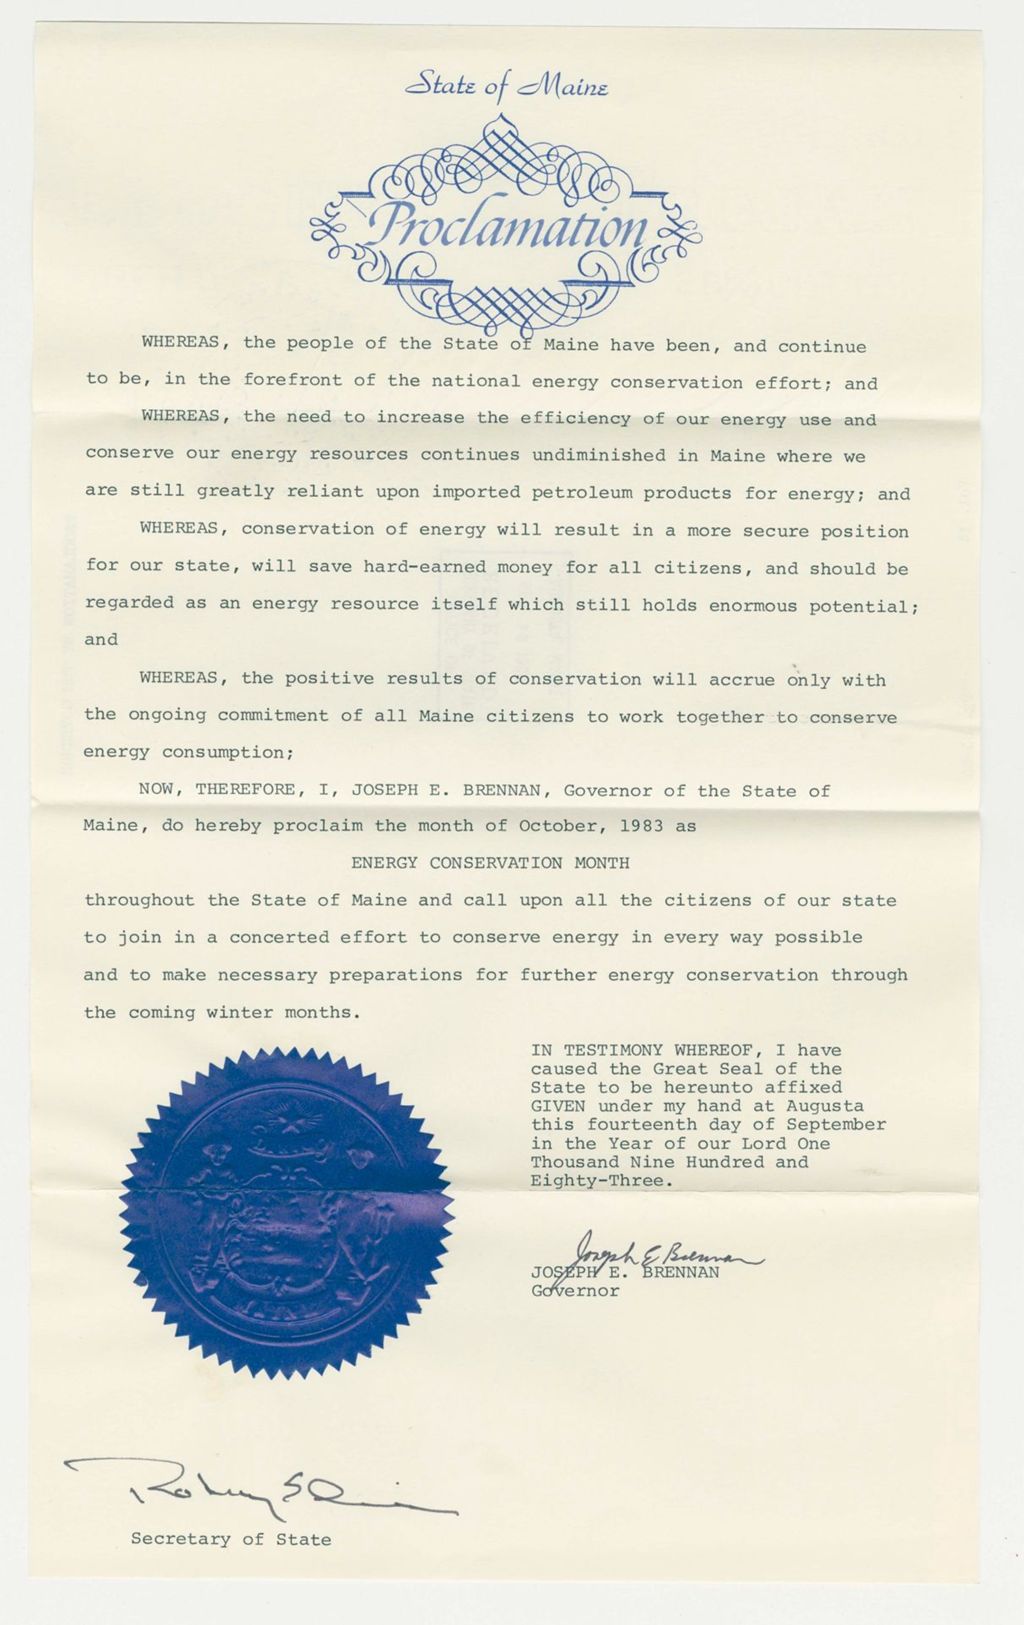 State of Maine
Proclamation
WHEREAS, the people of the State of Maine have been, and continue
to be, in the forefront of the national energy conservation effort; and
WHEREAS, the need to increase the efficiency of our energy use and
conserve our energy resources continues undiminished in Maine where we
are still greatly reliant upon imported petroleum products for energy; and
WHEREAS, conservation of energy will result in a more secure position
for our state, will save hard-earned money for all citizens, and should be
regarded as an energy resource itself which still holds enormous potential;
and
WHEREAS, the positive results of conservation will accrue only with
the ongoing commitment of all Maine citizens to work together to conserve
energy consumption;
NOW, THEREFORE, I, JOSEPH E. BRENNAN, Governor of the State of
Maine, do hereby proclaim the month of October, 1983 as
ENERGY CONSERVATION MONTH
throughout the State of Maine and call upon all the citizens of our state
to join in a concerted effort to conserve energy in every way possible
and to make necessary preparations for further energy conservation through
the coming winter months.
IN TESTIMONY WHEREOF, I have
caused the Great Seal of the
State to be hereunto affixed
GIVEN under my hand at Augusta
this fourteenth day of September
in the Year of our Lord One
Thousand Nine Hundred and
Eighty-Three.
Joseph E Brennan
JOSEPH E. BRENNAN
Governor
MAINE
Rodney S
Secretary of State